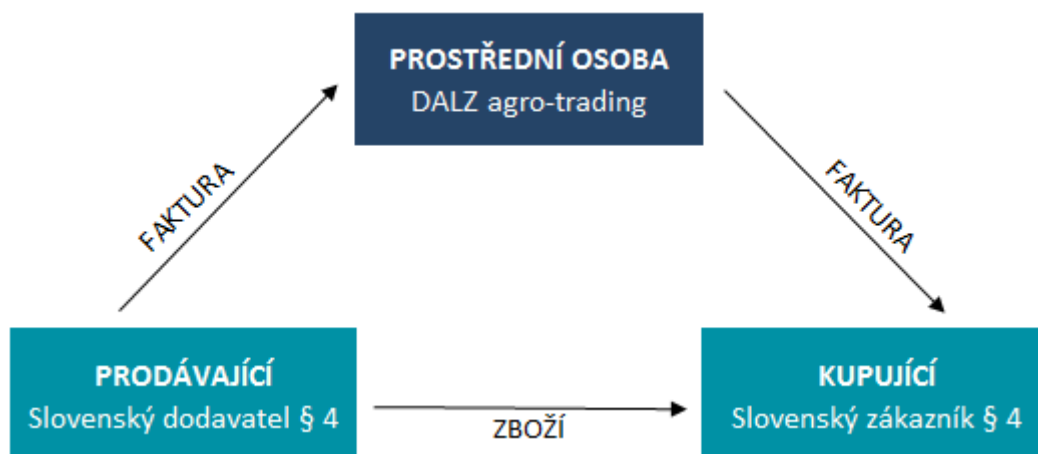 PROSTŘEDNÍ OSOBA
DALZ agro-trading
FAKTURA
FAKTURA
PRODÁVAJÍCÍ
Slovenský dodavatel § 4
ZBOŽÍ
KUPUJÍCÍ
Slovenský zákazník § 4